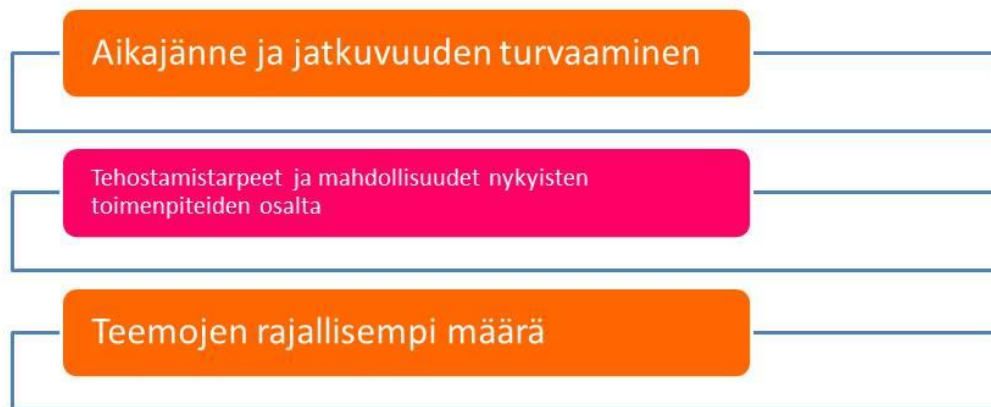 Aikajänne ja jatkuvuuden turvaaminen
Tehostamistarpeet ja mahdollisuudet nykyisten
toimenpiteiden osalta
Teemojen rajallisempi määrä